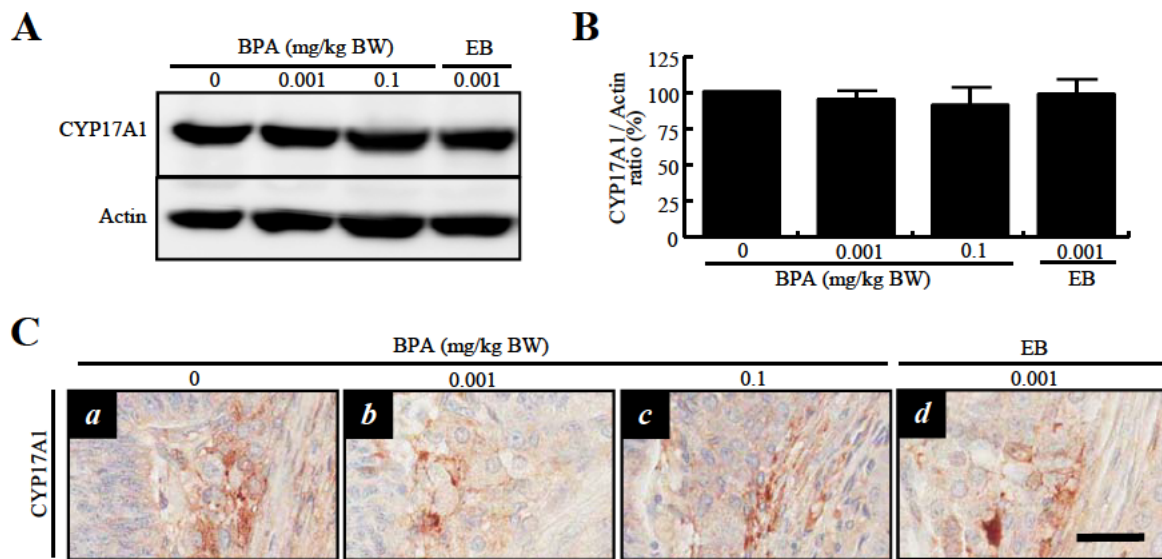 A
BPA (mg/kg BW) EB
0 0.001 0.1 0.001
CYP17A1
Actin
B
CYP17A1 / Actin
ratio (%)
125
100
75
50
25
0
0 0.001 0.1 0.001
BPA (mg/kg BW) EB
C
BPA (mg/kg BW) EB
0 0.001 0.1 0.001
CYP17A1
a b c d